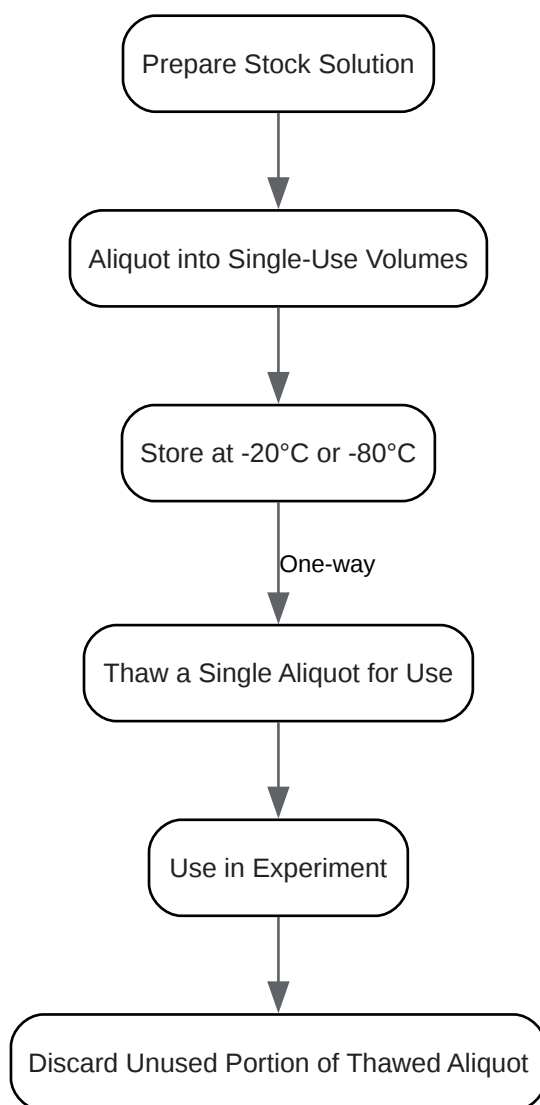 Prepare Stock Solution
Aliquot into Single-Use Volumes
Store at -20°C or -80°C
One-way
Thaw a Single Aliquot for Use
Use in Experiment
Discard Unused Portion of Thawed Aliquot